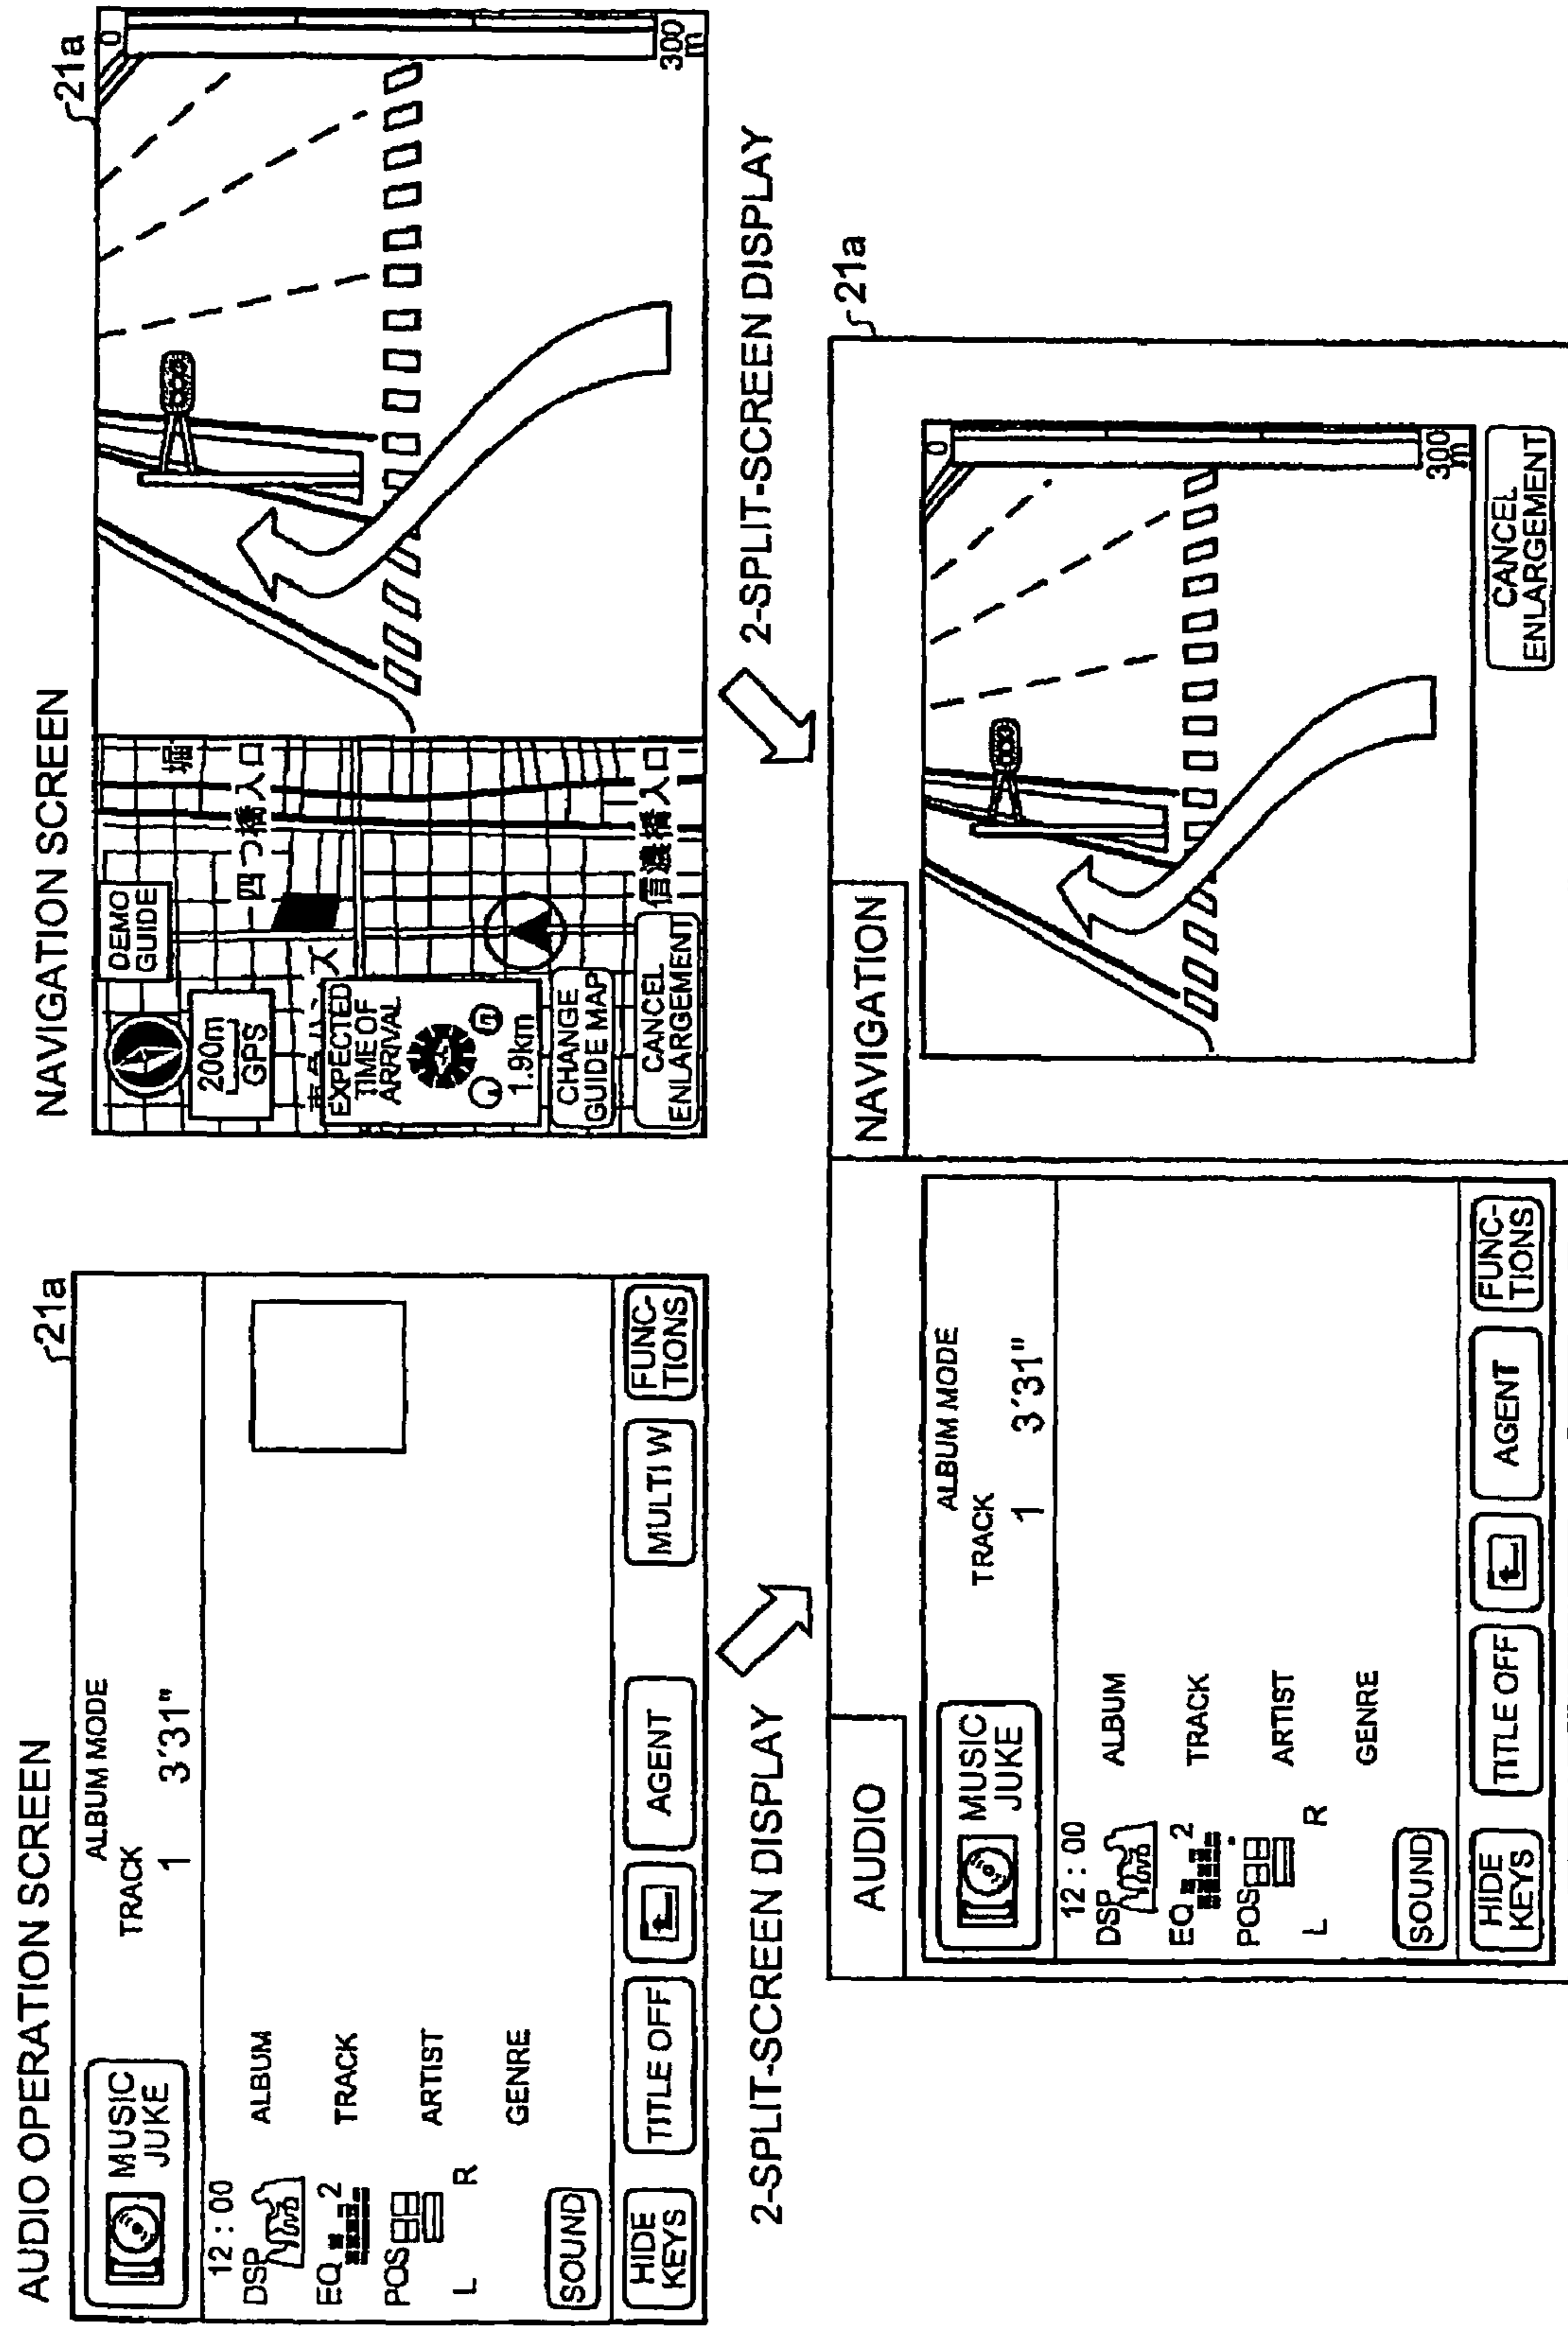 AUDIO OPERATION SCREEN
21a
MUSIC
JUKE
ALBUM MODE
TRACK
1 3'31"
12 : 00
DSP
EQ 2
POS
L R
SOUND
ALBUM
TRACK
ARTIST
GENRE
HIDE
KEYS
TITLE OFF
AGENT
MULTI W
FUNC-
TIONS
NAVIGATION SCREEN
21a
DEMO
GUIDE
200m
GPS
堀
四つ橋入口
EXPECTED
TIME OF
ARRIVAL
1.9km
CHANGE
GUIDE MAP
CANCEL
ENLARGEMENT
信濃橋入口
0
300
m
2-SPLIT-SCREEN DISPLAY
2-SPLIT-SCREEN DISPLAY
21a
AUDIO
MUSIC
JUKE
ALBUM MODE
TRACK
1 3'31"
12 : 00
DSP
EQ 2
POS
L R
SOUND
ALBUM
TRACK
ARTIST
GENRE
HIDE
KEYS
TITLE OFF
AGENT
FUNC-
TIONS
NAVIGATION
0
300
m
CANCEL
ENLARGEMENT